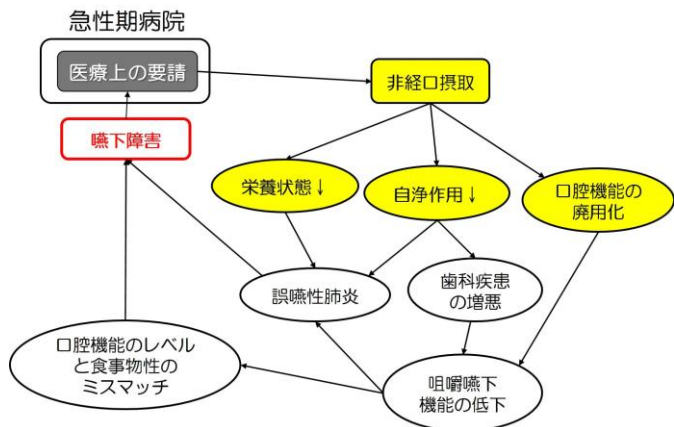 急性期病院
医療上の要請
非経口摂取
嚥下障害
栄養状態↓
自浄作用↓
口腔機能の
廃用化
誤嚥性肺炎
歯科疾患
の増悪
口腔機能のレベル
と食事物性の
ミスマッチ
咀嚼嚥下
機能の低下